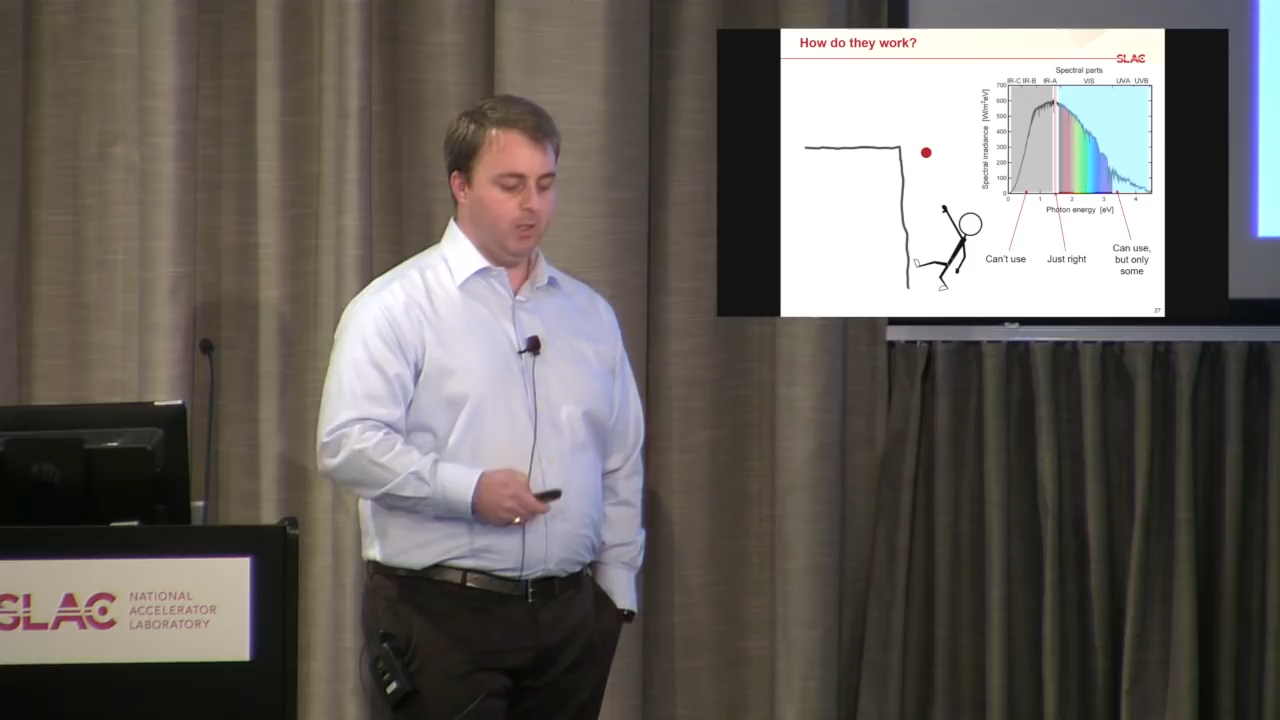 How do they work?
SLAC
Spectral parts
IR-C IR-B IR-A VIS UVA UVB
Spectral irradiance [W/m²eV]
700
600
500
400
300
200
100
0
0 1 2 3 4
Photon energy [eV]
Can't use
Just right
Can use,
but only
some
27
SLAC
NATIONAL
ACCELERATOR
LABORATORY